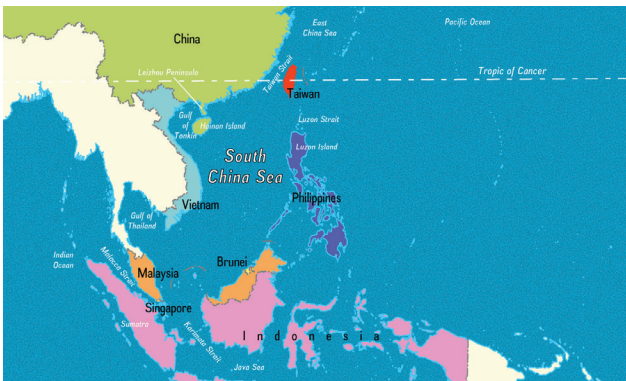 East
China Sea
Pacific Ocean
China
Taiwan Strait
Leizhou Peninsula
Tropic of Cancer
Taiwan
Gulf
of
Tonkin
Hainan Island
Luzon Strait
Luzon Island
South
China Sea
Philippines
Vietnam
Gulf of
Thailand
Indian
Ocean
Malacca Strait
Brunei
Malaysia
Singapore
Sumatra
Karimata Strait
Indonesia
Java Sea